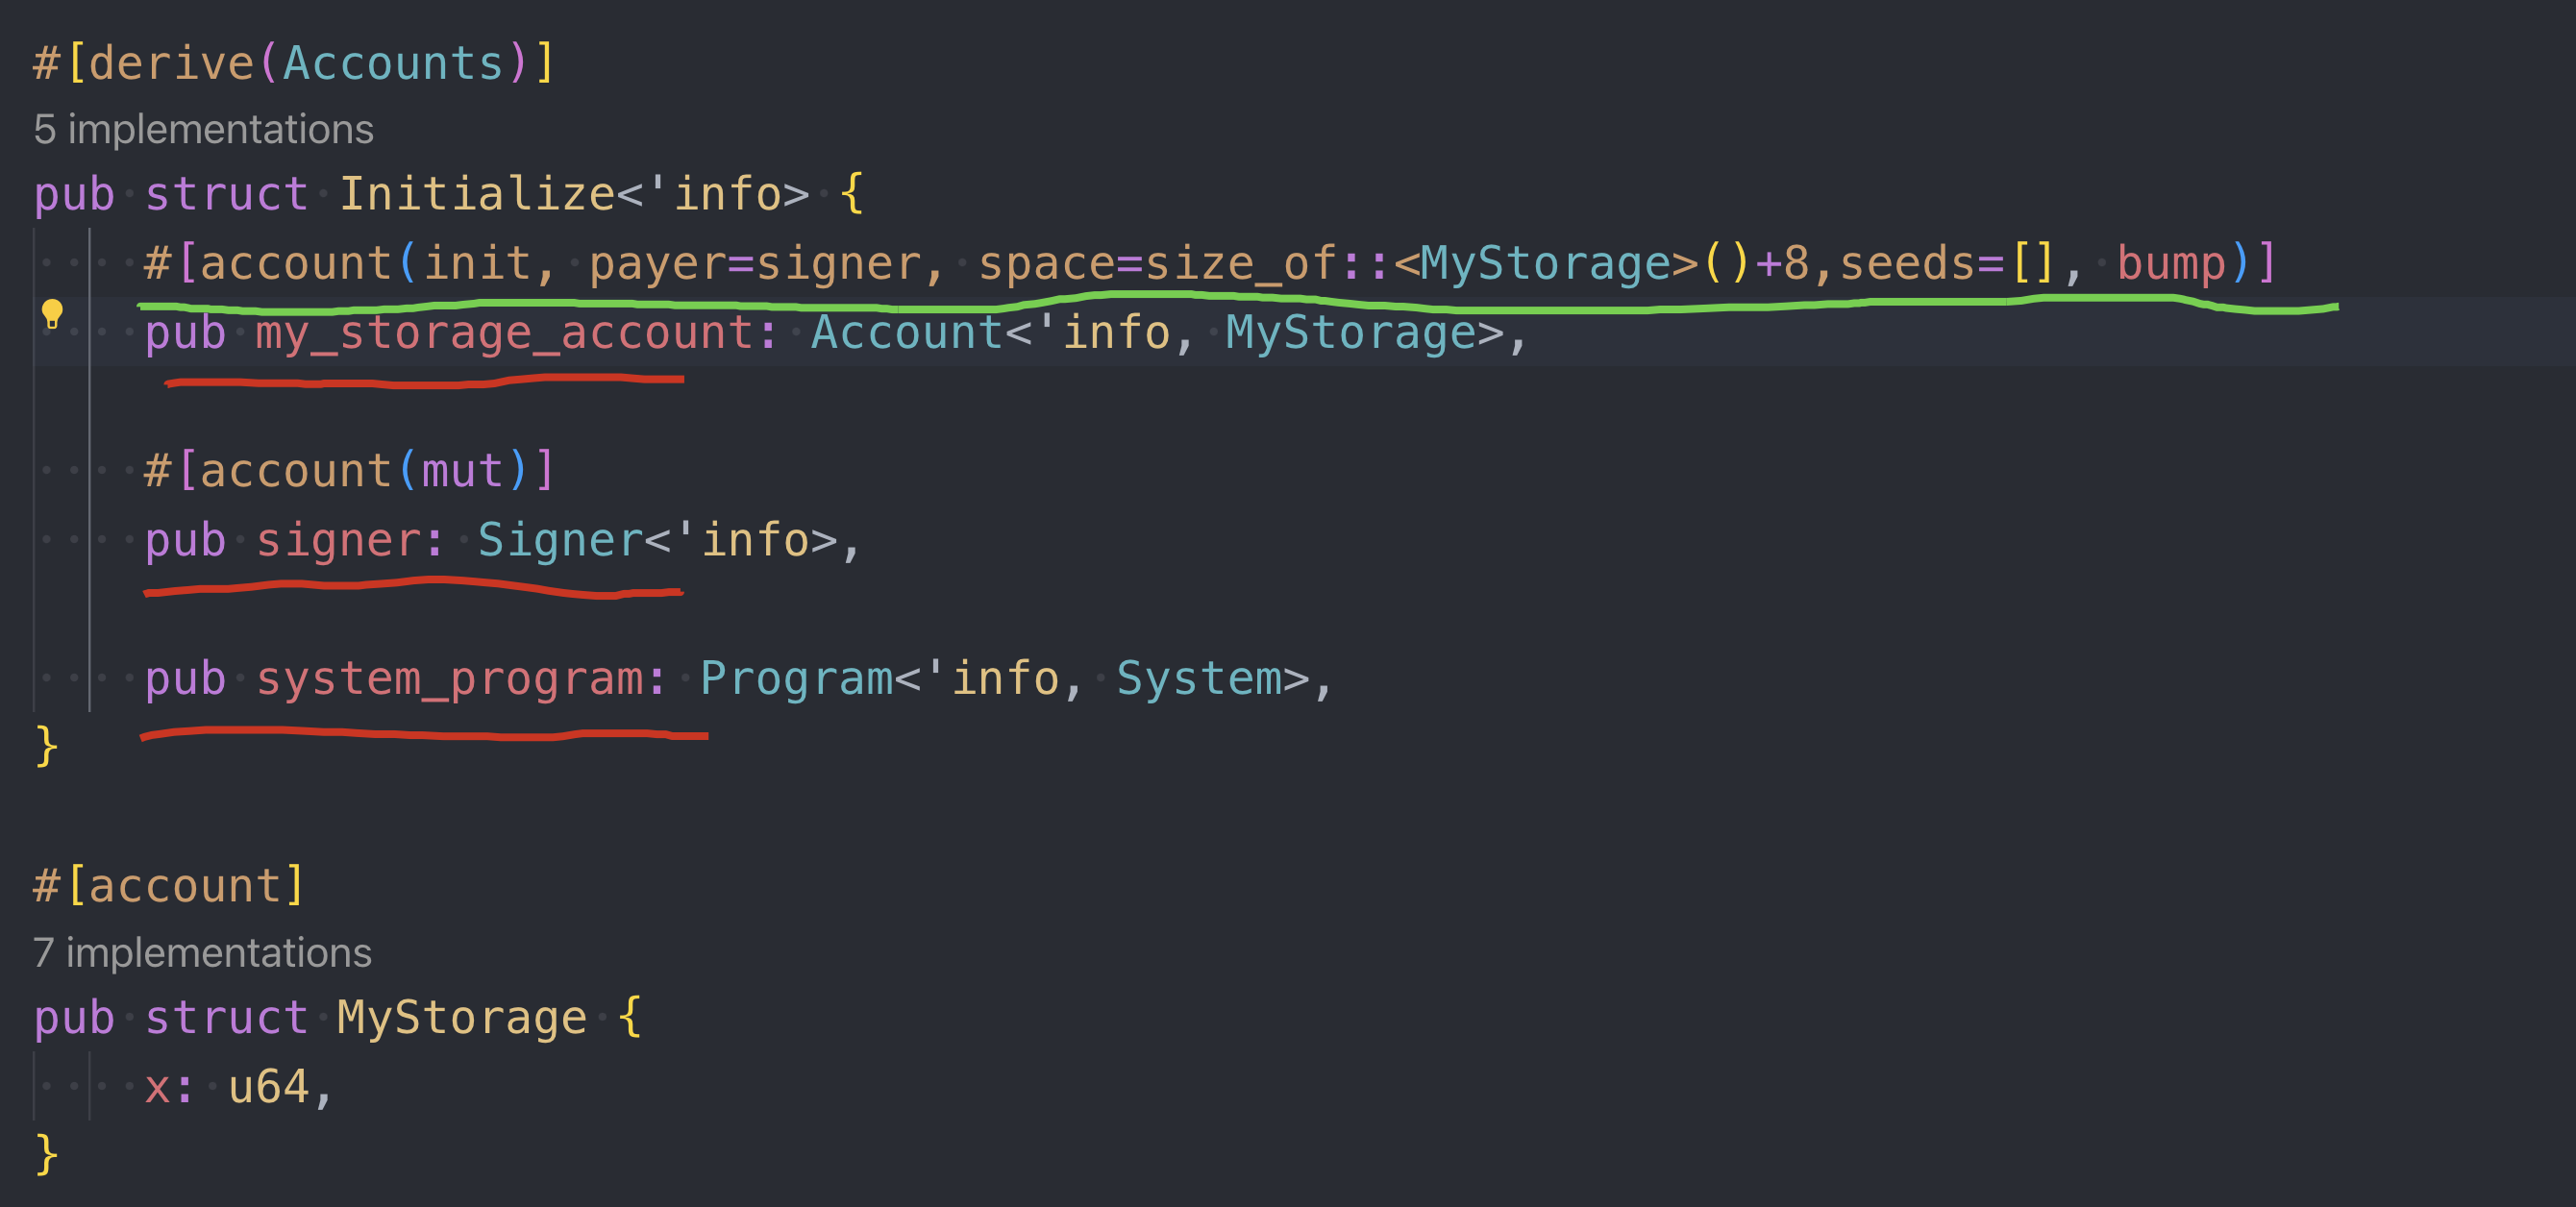 #[derive(Accounts)]
5 implementations
pub struct Initialize<'info> {
    #[account(init, payer=signer, space=size_of::<MyStorage>()+8,seeds=[], bump)]
    pub my_storage_account: Account<'info, MyStorage>,
    #[account(mut)]
    pub signer: Signer<'info>,
    pub system_program: Program<'info, System>,
}
#[account]
7 implementations
pub struct MyStorage {
    x: u64,
}